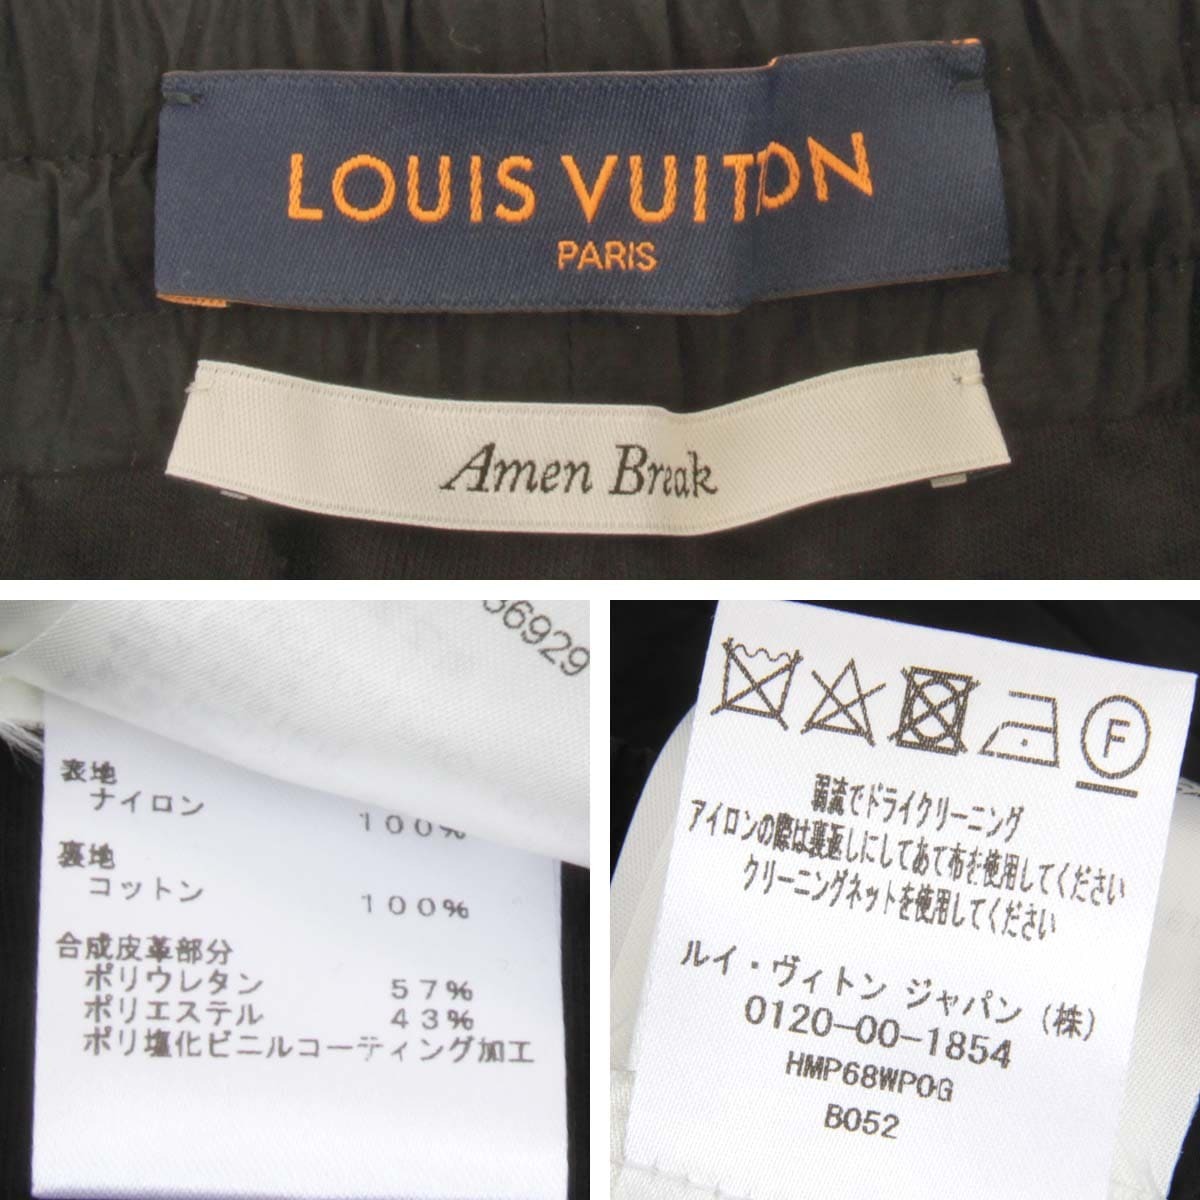 LOUIS VUITTON
PARIS
Amen Break
36929
表地
ナイロン 100%
裏地
コットン 100%
合成皮革部分
ポリウレタン 57%
ポリエステル 43%
ポリ塩化ビニルコーティング加工
F
弱流でドライクリーニング
アイロンの際は裏返しにしてあて布を使用してください
クリーニングネットを使用してください
ルイ・ヴィトン ジャパン(株)
0120-00-1854
HMP68WP0G
B052